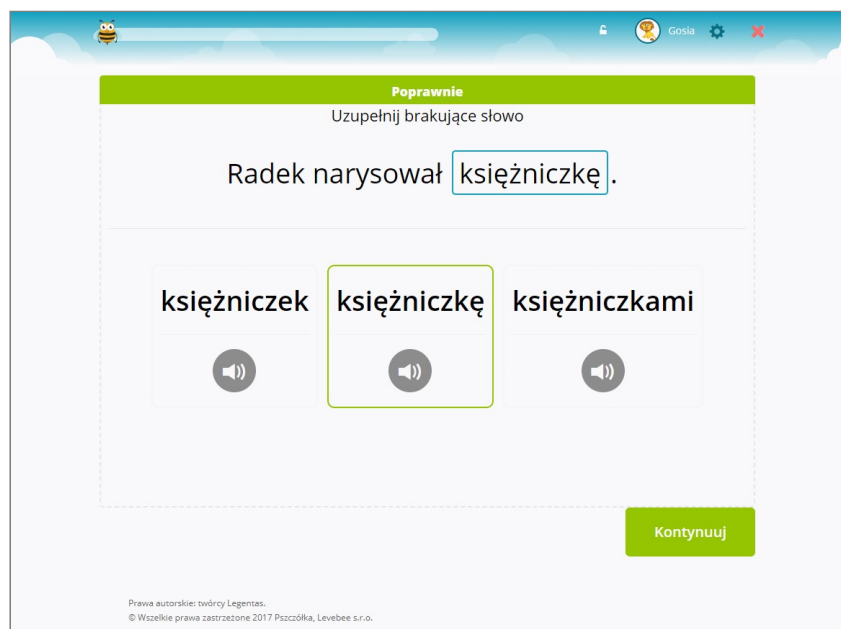 Gosia
Poprawnie
Uzupełnij brakujące słowo
Radek narysował księżniczkę.
księżniczek księżniczkę księżniczkami
Kontynuuj
Prawa autorskie: twórcy Legentas.
© Wszelkie prawa zastrzeżone 2017 Pszczółka, Levebee s.r.o.